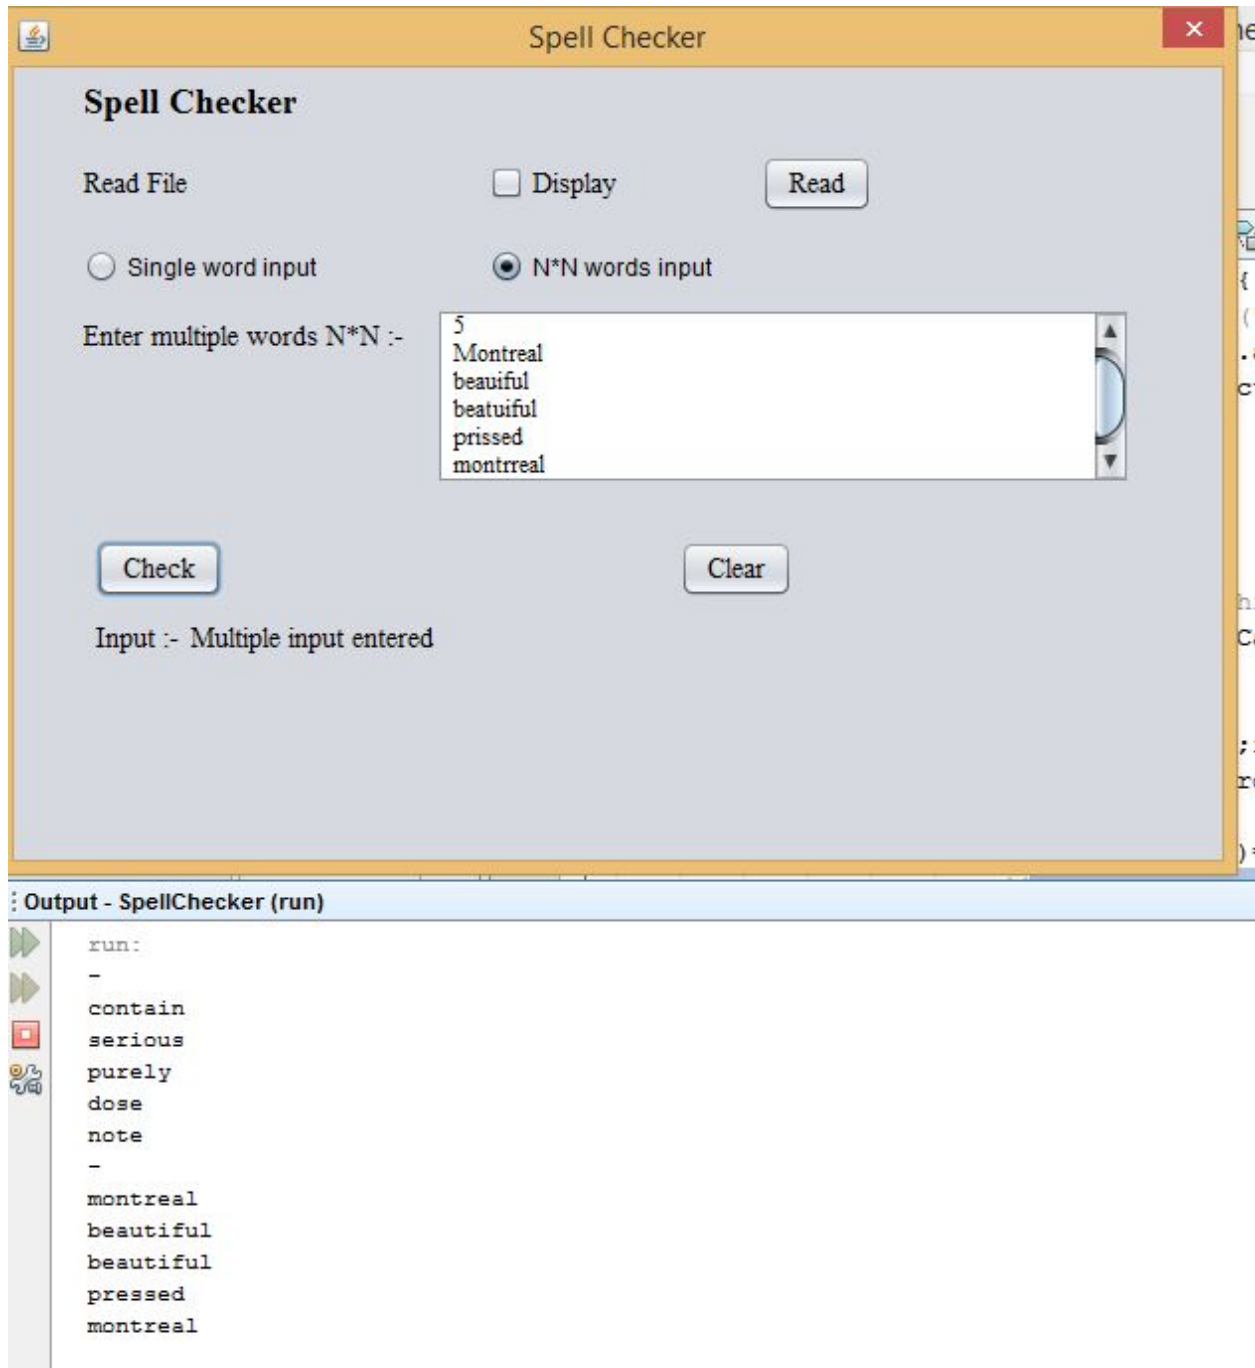 Spell Checker
Spell Checker
Read File Display Read
Single word input N*N words input
Enter multiple words N*N :-
5
Montreal
beauiful
beatuiful
prissed
montrreal
Check Clear
Input :- Multiple input entered
Output - SpellChecker (run)
run:
-
contain
serious
purely
dose
note
-
montreal
beautiful
beautiful
pressed
montreal